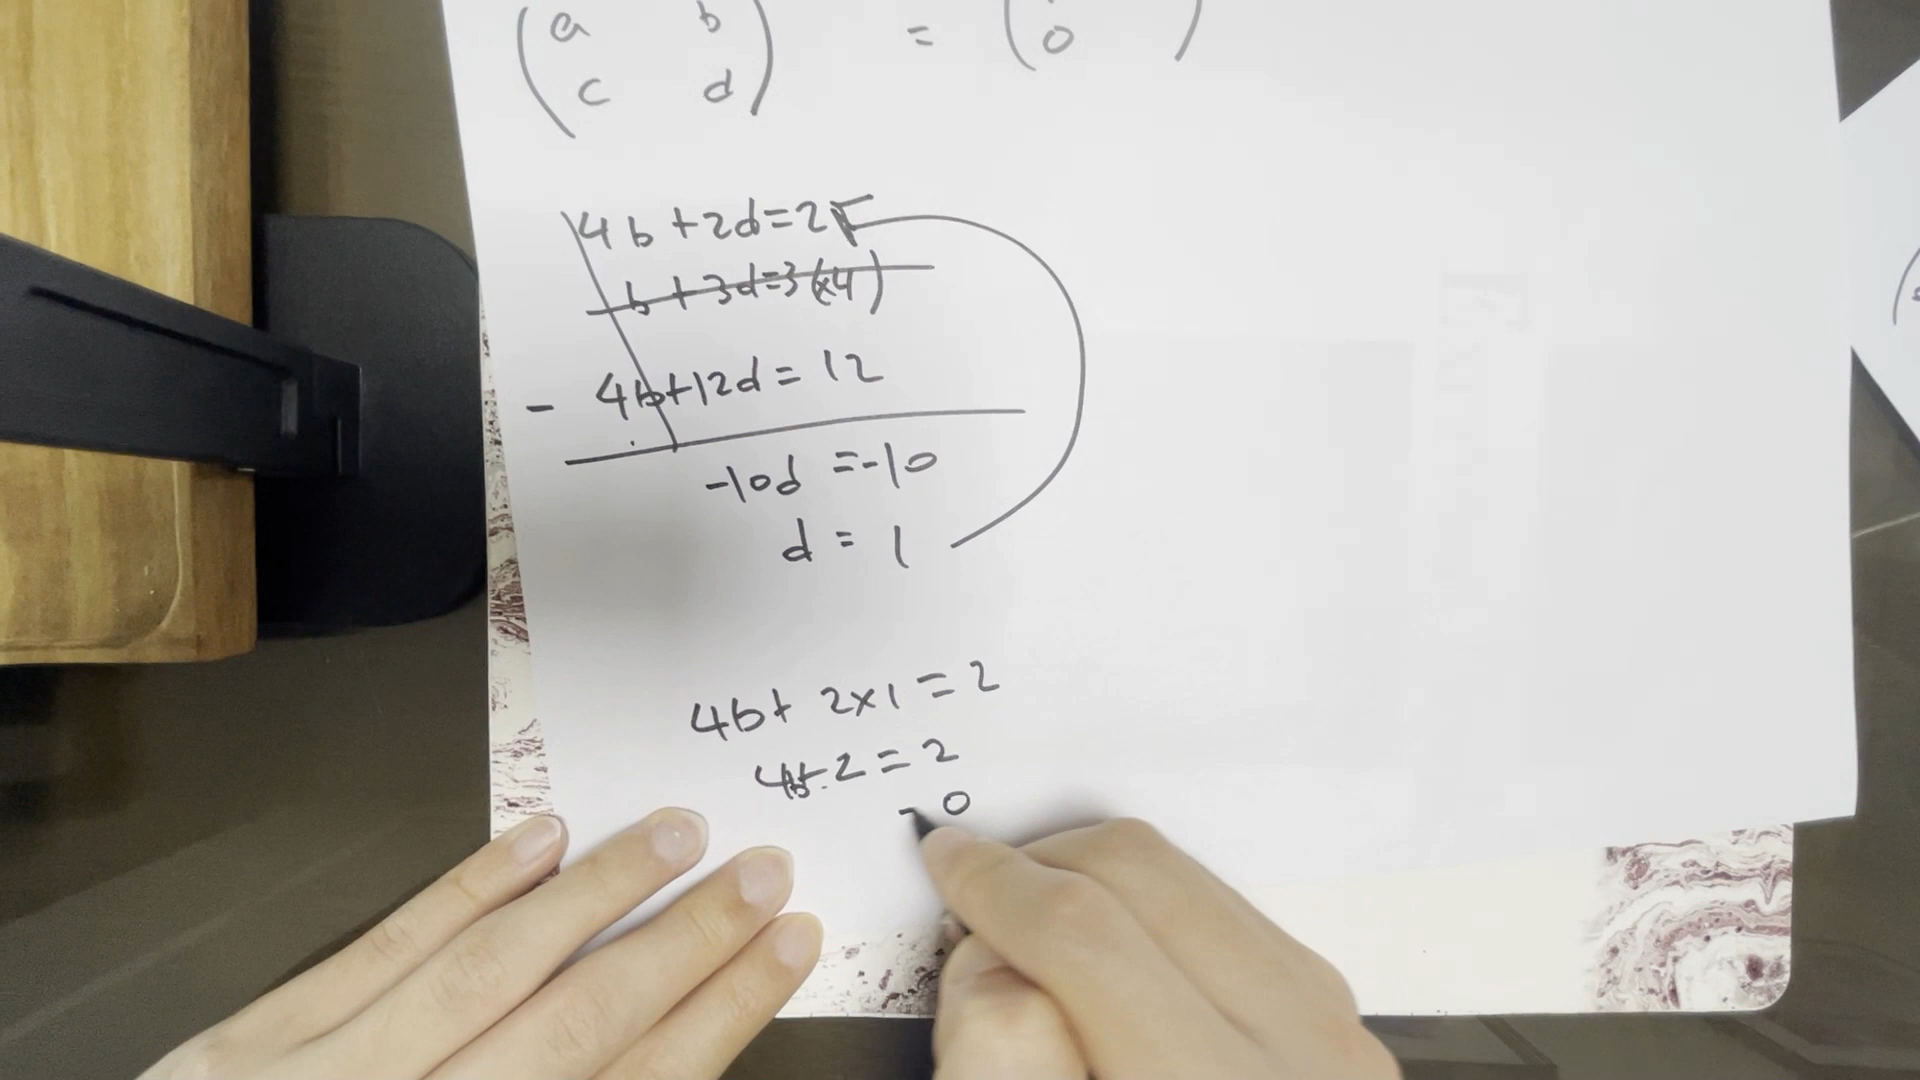 ( a b ) = (
c d 0 )
4b + 2d = 2
b + 3d = 3 (x4)
- 4b + 12d = 12
-10d = -10
d = 1
4b + 2x1 = 2
4b + 2 = 2
- 0